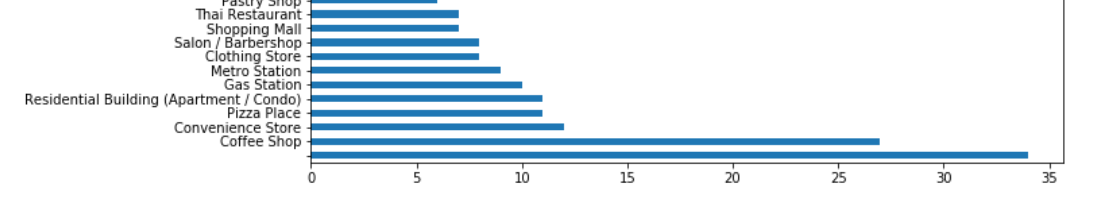 Pastry Shop
Thai Restaurant
Shopping Mall
Salon / Barbershop
Clothing Store
Metro Station
Gas Station
Residential Building (Apartment / Condo)
Pizza Place
Convenience Store
Coffee Shop
0 5 10 15 20 25 30 35